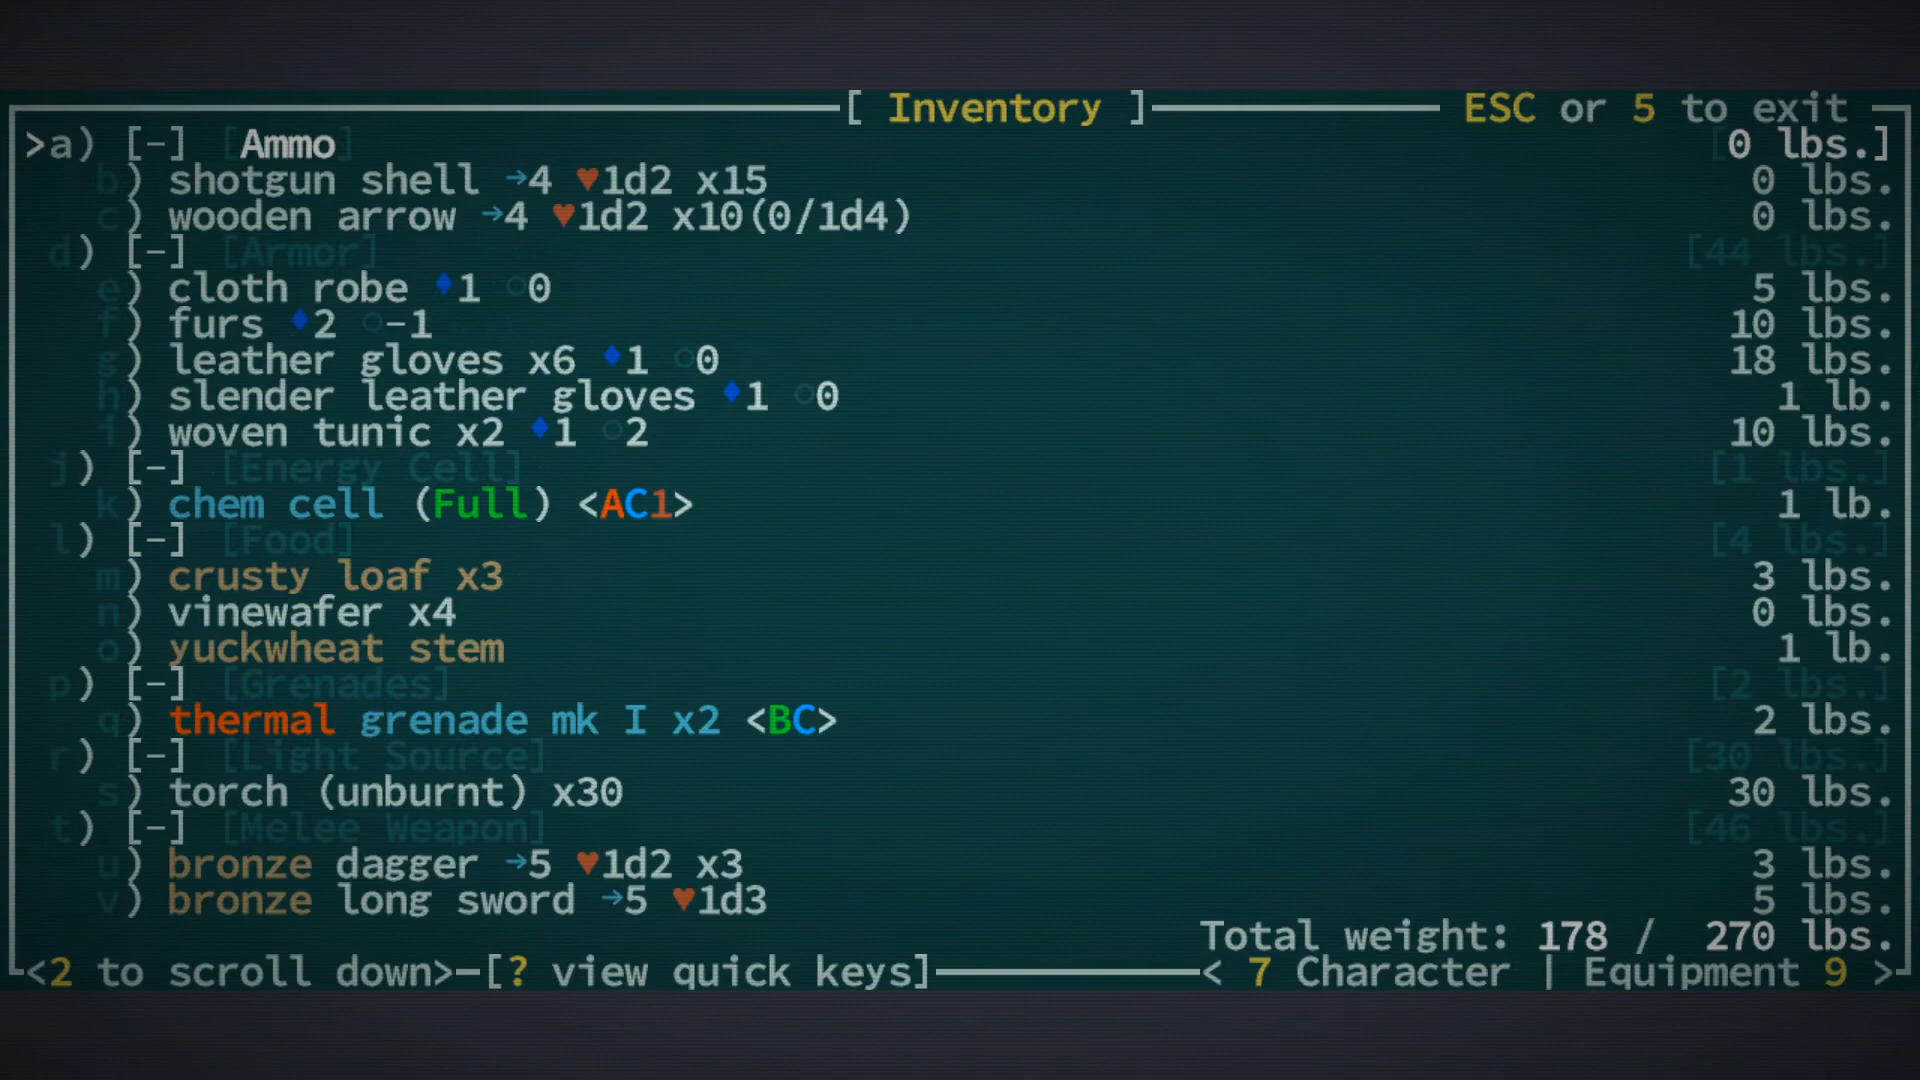 [ Inventory ] ESC or 5 to exit
>a) [-] [Ammo] [0 lbs.]
b) shotgun shell →4 ♥1d2 x15 0 lbs.
c) wooden arrow →4 ♥1d2 x10(0/1d4) 0 lbs.
d) [-] [Armor] [44 lbs.]
e) cloth robe ♦1 ○0 5 lbs.
f) furs ♦2 ○-1 10 lbs.
g) leather gloves x6 ♦1 ○0 18 lbs.
h) slender leather gloves ♦1 ○0 1 lb.
i) woven tunic x2 ♦1 ○2 10 lbs.
j) [-] [Energy Cell] [1 lbs.]
k) chem cell (Full) <AC1> 1 lb.
l) [-] [Food] [4 lbs.]
m) crusty loaf x3 3 lbs.
n) vinewafer x4 0 lbs.
o) yuckwheat stem 1 lb.
p) [-] [Grenades] [2 lbs.]
q) thermal grenade mk I x2 <BC> 2 lbs.
r) [-] [Light Source] [30 lbs.]
s) torch (unburnt) x30 30 lbs.
t) [-] [Melee Weapon] [46 lbs.]
u) bronze dagger →5 ♥1d2 x3 3 lbs.
v) bronze long sword →5 ♥1d3 5 lbs.
Total weight: 178 / 270 lbs.
<2 to scroll down> [? view quick keys] < 7 Character | Equipment 9 >